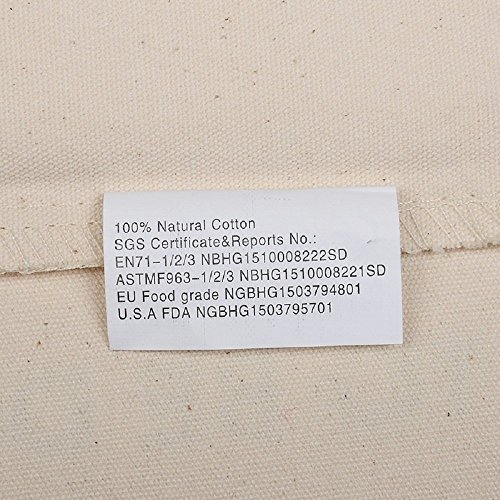 100% Natural Cotton
SGS Certificate&Reports No.:
EN71-1/2/3 NBHG1510008222SD
ASTMF963-1/2/3 NBHG1510008221SD
EU Food grade NGBHG1503794801
U.S.A FDA NGBHG1503795701